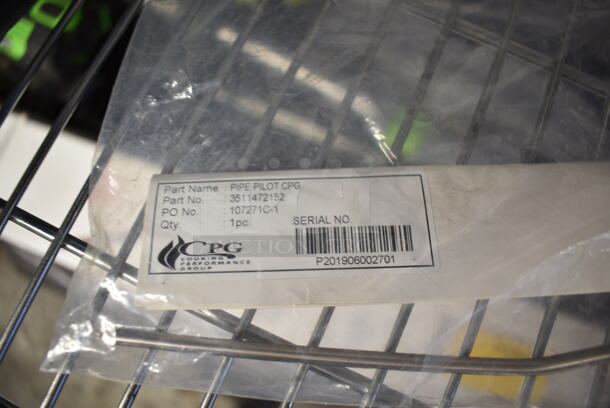 Part Name : PIPE PILOT CPG
Part No. : 3511472152
PO No. : 107271C-1
Qty. : 1pc
SERIAL NO.
CPG
COOKING
PERFORMANCE
GROUP
P201906002701